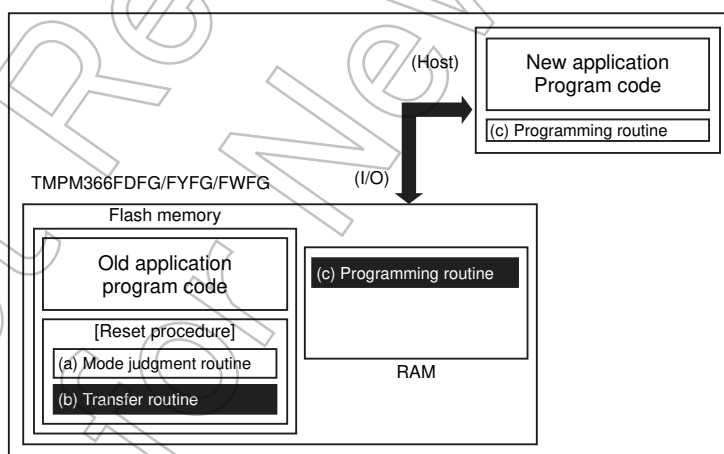 (Host)
New application
Program code
(c) Programming routine
(I/O)
TMPM366FDFG/FYFG/FWFG
Flash memory
Old application
program code
[Reset procedure]
(a) Mode judgment routine
(b) Transfer routine
(c) Programming routine
RAM